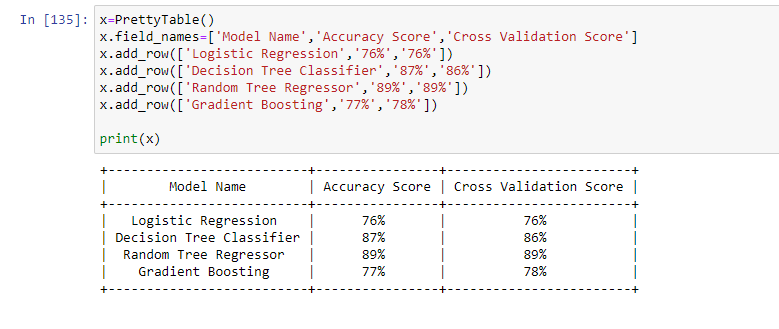 In [135]: x=PrettyTable()
x.field_names=['Model Name','Accuracy Score','Cross Validation Score']
x.add_row(['Logistic Regression','76%','76%'])
x.add_row(['Decision Tree Classifier','87%','86%'])
x.add_row(['Random Tree Regressor','89%','89%'])
x.add_row(['Gradient Boosting','77%','78%'])
print(x)
+--------------------------+----------------+------------------------+
| Model Name | Accuracy Score | Cross Validation Score |
+--------------------------+----------------+------------------------+
| Logistic Regression | 76% | 76% |
| Decision Tree Classifier | 87% | 86% |
| Random Tree Regressor | 89% | 89% |
| Gradient Boosting | 77% | 78% |
+--------------------------+----------------+------------------------+